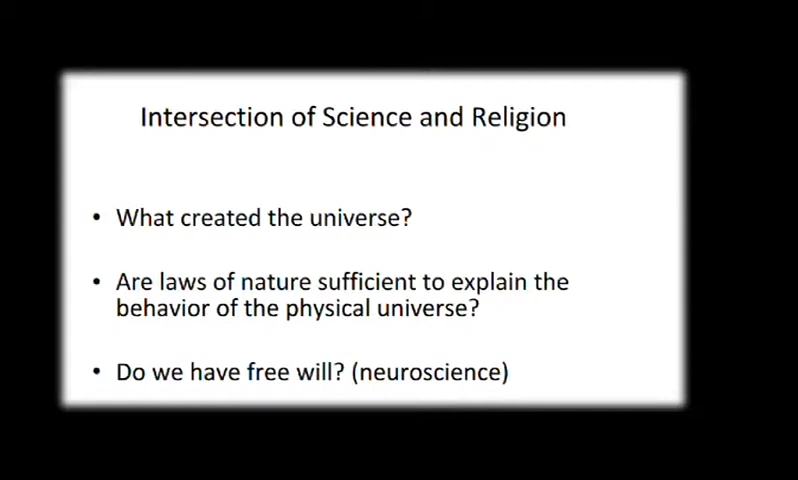 Intersection of Science and Religion
• What created the universe?
• Are laws of nature sufficient to explain the
behavior of the physical universe?
• Do we have free will? (neuroscience)